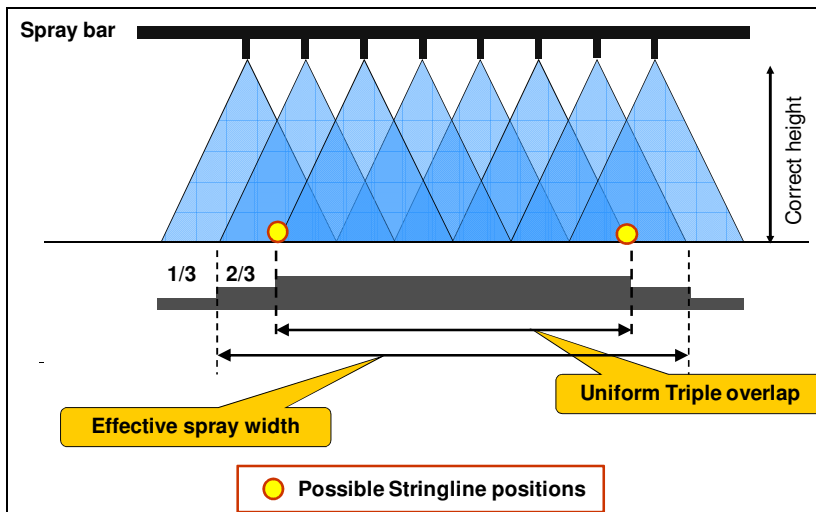 Spray bar
Correct height
1/3
2/3
Uniform Triple overlap
Effective spray width
Possible Stringline positions